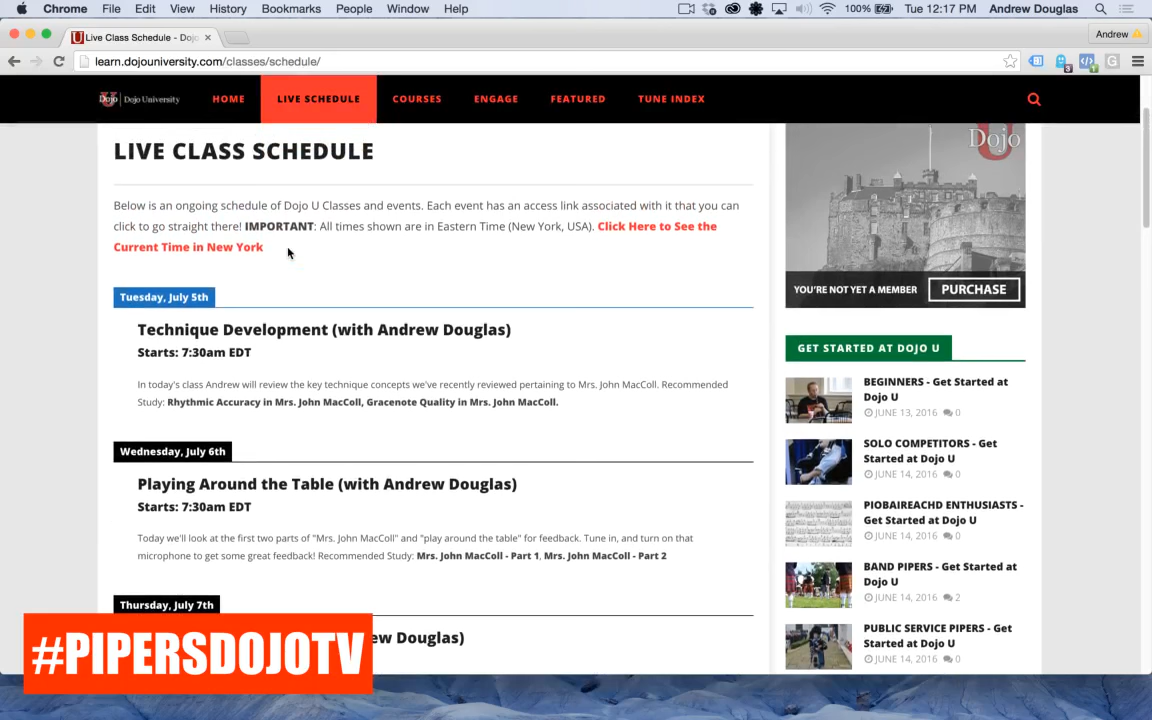 Chrome File Edit View History Bookmarks People Window Help 100% Tue 12:17 PM Andrew Douglas
Live Class Schedule - Doj Andrew
learn.dojouniversity.com/classes/schedule/
Dojo U Dojo University HOME LIVE SCHEDULE COURSES ENGAGE FEATURED TUNE INDEX
LIVE CLASS SCHEDULE
Below is an ongoing schedule of Dojo U Classes and events. Each event has an access link associated with it that you can
click to go straight there! IMPORTANT: All times shown are in Eastern Time (New York, USA). Click Here to See the
Current Time in New York
Tuesday, July 5th
Technique Development (with Andrew Douglas)
Starts: 7:30am EDT
In today's class Andrew will review the key technique concepts we've recently reviewed pertaining to Mrs. John MacColl. Recommended
Study: Rhythmic Accuracy in Mrs. John MacColl, Gracenote Quality in Mrs. John MacColl.
Wednesday, July 6th
Playing Around the Table (with Andrew Douglas)
Starts: 7:30am EDT
Today we'll look at the first two parts of "Mrs. John MacColl" and "play around the table" for feedback. Tune in, and turn on that
microphone to get some great feedback! Recommended Study: Mrs. John MacColl - Part 1, Mrs. John MacColl - Part 2
Thursday, July 7th
ew Douglas)
#PIPERSDOJOTV
Dojo U
YOU'RE NOT YET A MEMBER PURCHASE
GET STARTED AT DOJO U
BEGINNERS - Get Started at
Dojo U
JUNE 13, 2016 0
SOLO COMPETITORS - Get
Started at Dojo U
JUNE 14, 2016 0
PIOBAIREACHD ENTHUSIASTS -
Get Started at Dojo U
JUNE 14, 2016 0
BAND PIPERS - Get Started at
Dojo U
JUNE 14, 2016 2
PUBLIC SERVICE PIPERS - Get
Started at Dojo U
JUNE 14, 2016 0